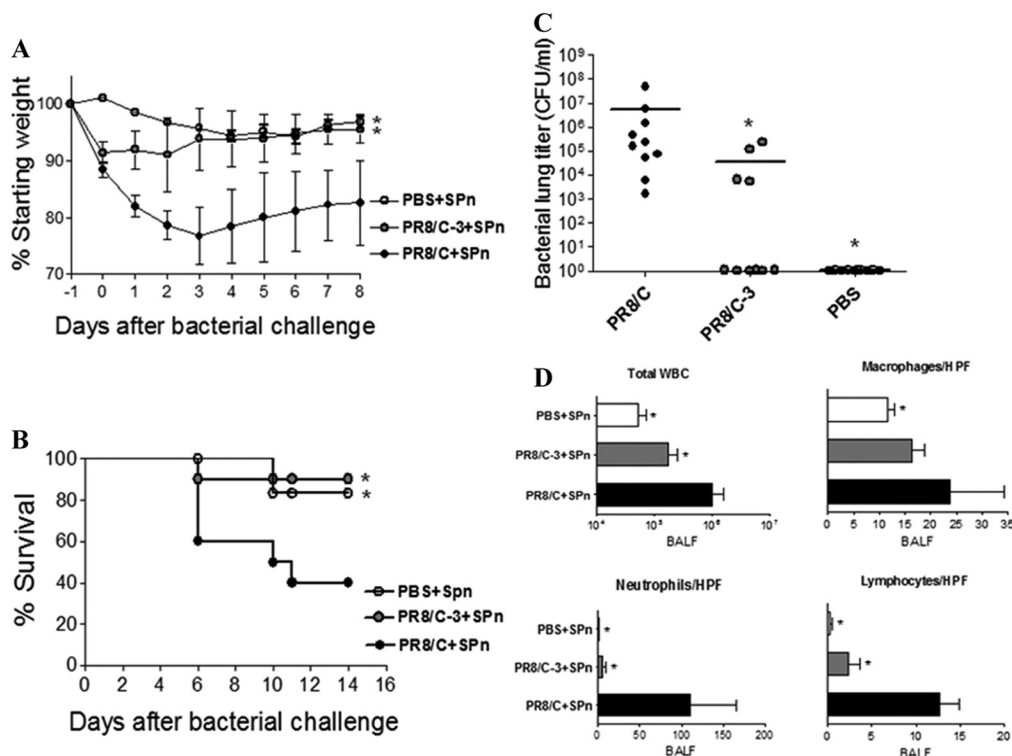 A
% Starting weight
100
90
80
70
-1 0 1 2 3 4 5 6 7 8
Days after bacterial challenge
*
*
PBS+SPn
PR8/C-3+SPn
PR8/C+SPn
B
% Survival
100
80
60
40
20
0
0 2 4 6 8 10 12 14 16
Days after bacterial challenge
*
*
PBS+Spn
PR8/C-3+SPn
PR8/C+SPn
C
Bacterial lung titer (CFU/ml)
10⁹
10⁸
10⁷
10⁶
10⁵
10⁴
10³
10²
10¹
10⁰
*
*
PR8/C
PR8/C-3
PBS
D
Total WBC
PBS+SPn *
PR8/C-3+SPn *
PR8/C+SPn
10⁴ 10⁵ 10⁶ 10⁷
BALF
Macrophages/HPF
*
0 5 10 15 20 25 30 35
BALF
Neutrophils/HPF
PBS+SPn *
PR8/C-3+SPn *
PR8/C+SPn
0 50 100 150 200
BALF
Lymphocytes/HPF
*
*
0 5 10 15 20
BALF